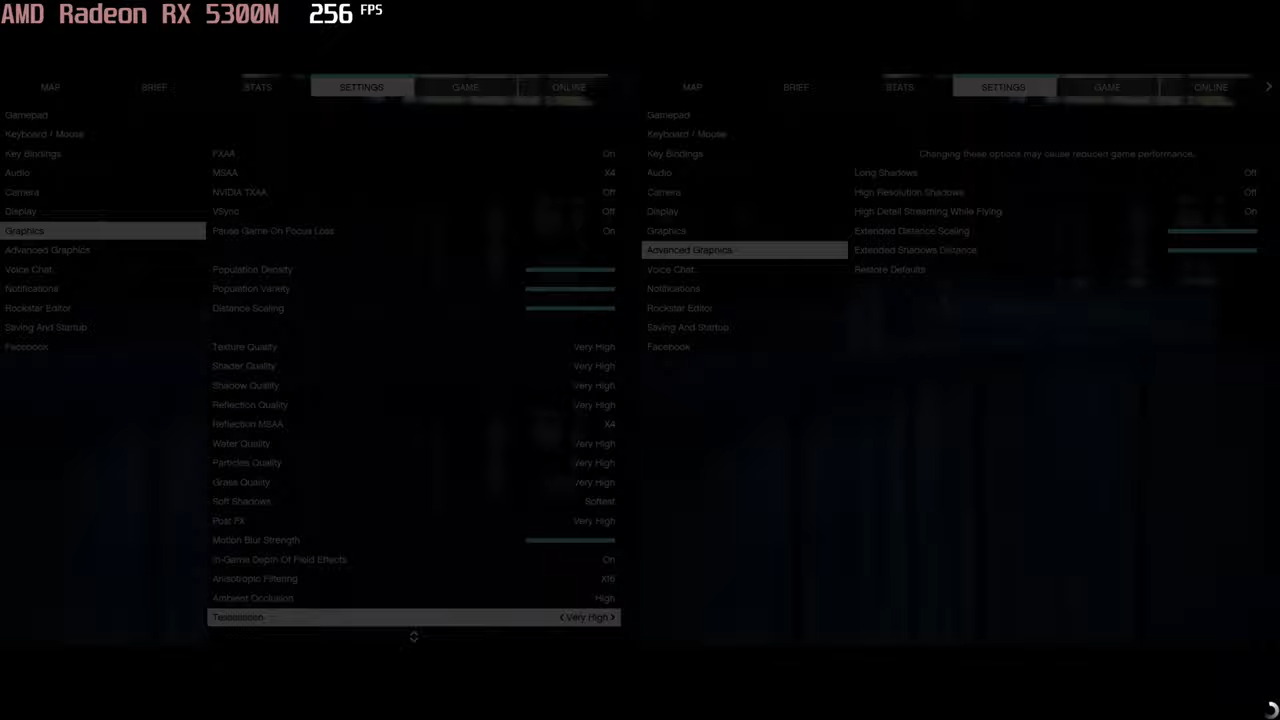 AMD Radeon RX 5300M 256 FPS
MAP BRIEF STATS SETTINGS GAME ONLINE
Gamepad
Keyboard / Mouse
Key Bindings
Audio
Camera
Display
Graphics
Advanced Graphics
Voice Chat
Notifications
Rockstar Editor
Saving And Startup
Facebook
FXAA On
MSAA X4
NVIDIA TXAA Off
VSync Off
Pause Game On Focus Loss On
Population Density
Population Variety
Distance Scaling
Texture Quality Very High
Shader Quality Very High
Shadow Quality Very High
Reflection Quality Very High
Reflection MSAA X4
Water Quality Very High
Particles Quality Very High
Grass Quality Very High
Soft Shadows Softest
Post FX Very High
Motion Blur Strength
In-Game Depth Of Field Effects On
Anisotropic Filtering X16
Ambient Occlusion High
Tessellation < Very High >
MAP BRIEF STATS SETTINGS GAME ONLINE >
Gamepad
Keyboard / Mouse
Key Bindings
Audio
Camera
Display
Graphics
Advanced Graphics
Voice Chat
Notifications
Rockstar Editor
Saving And Startup
Facebook
Changing these options may cause reduced game performance.
Long Shadows Off
High Resolution Shadows Off
High Detail Streaming While Flying On
Extended Distance Scaling
Extended Shadows Distance
Restore Defaults